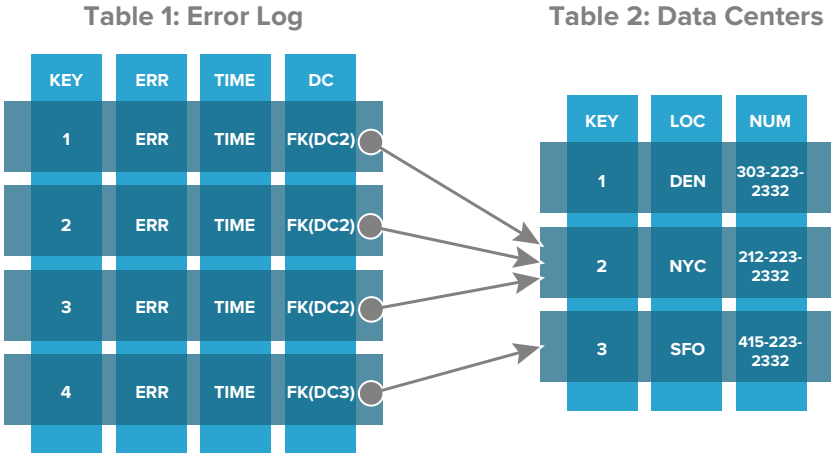 Table 1: Error Log
KEY ERR TIME DC
1 ERR TIME FK(DC2)
2 ERR TIME FK(DC2)
3 ERR TIME FK(DC2)
4 ERR TIME FK(DC3)
Table 2: Data Centers
KEY LOC NUM
1 DEN 303-223-
2332
2 NYC 212-223-
2332
3 SFO 415-223-
2332